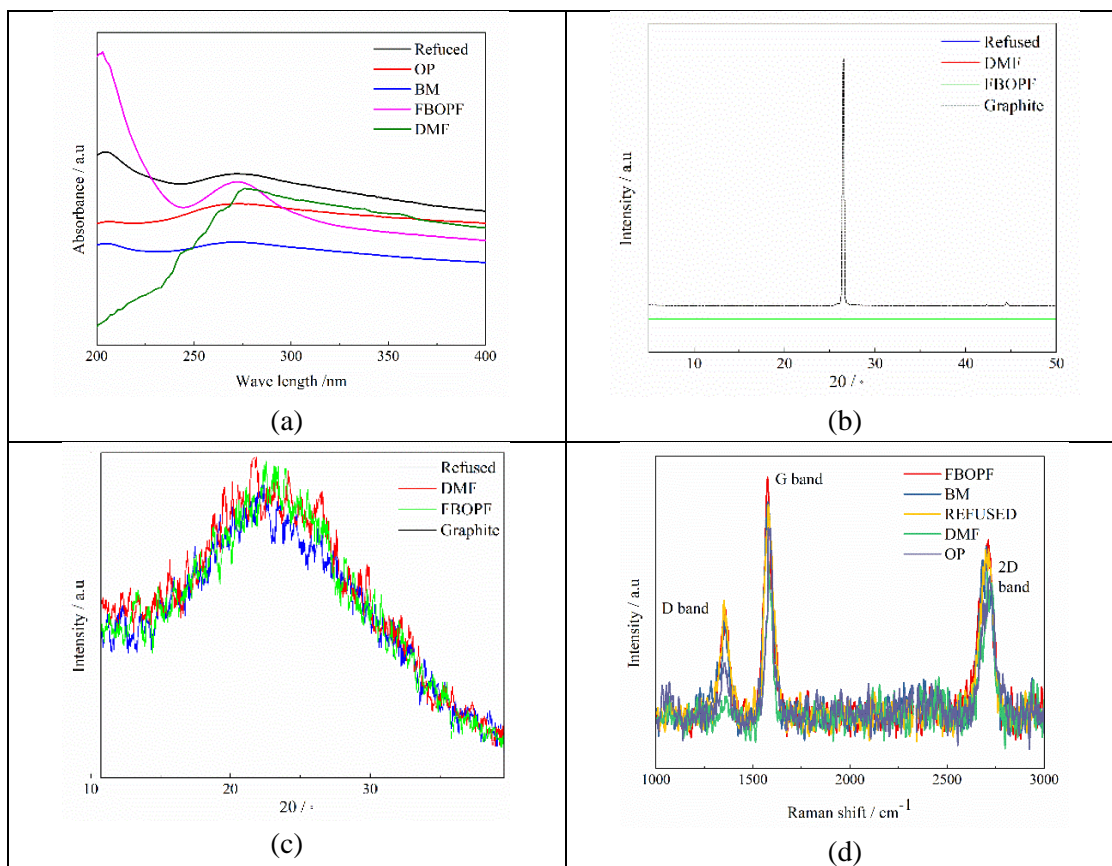 Refuced
OP
BM
FBOPF
DMF
Absorbance / a.u
200
250
300
350
400
Wave length /nm
(a)
Refused
DMF
FBOPF
Graphite
Intensity / a.u
10
20
30
40
50
20 / °
(b)
Refused
DMF
FBOPF
Graphite
Intensity / a.u
10
20
30
20 / °
(c)
FBOPF
BM
REFUSED
DMF
OP
G band
D band
2D
band
Intensity / a.u
1000
1500
2000
2500
3000
Raman shift / cm-1
(d)